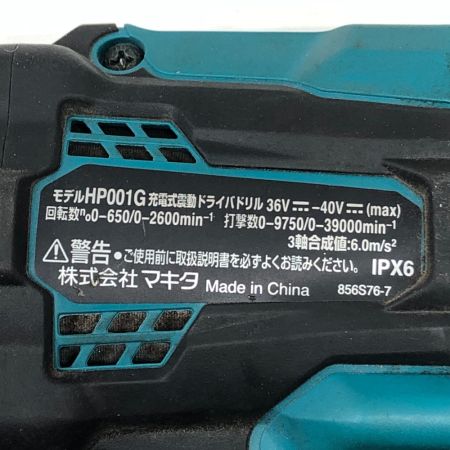 モデルHP001G 充電式震動ドライバドリル 36V⎓-40V⎓(max)
回転数n₀0-650/0-2600min⁻¹ 打撃数0-9750/0-39000min⁻¹
3軸合成値:6.0m/s²
⚠警告●ご使用前に取扱説明書を必ずよくお読みください。 IPX6
株式会社マキタ Made in China 856S76-7